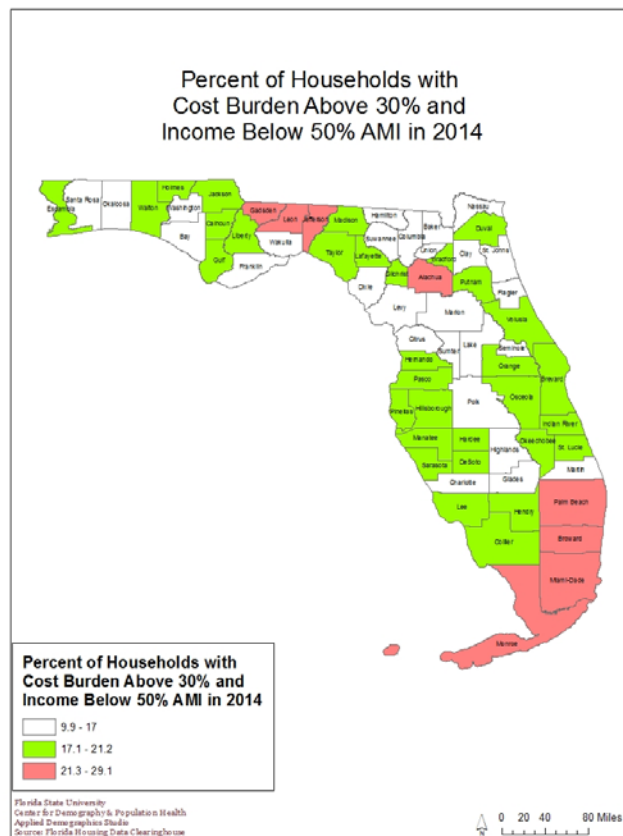 Percent of Households with
Cost Burden Above 30% and
Income Below 50% AMI in 2014
Nassau
Jackson
Holmes
Santa Rosa
Okaloosa
Walton
Washington
Escambia
Gadsden
Leon
Jefferson
Madison
Hamilton
Baker
Duval
Calhoun
Liberty
Bay
Wakulla
Suwannee
Columbia
Union
Bradford
Clay
St. Johns
Gulf
Franklin
Taylor
Lafayette
Gilchrist
Alachua
Putnam
Dixie
Flagler
Levy
Marion
Volusia
Citrus
Sumter
Lake
Seminole
Hernando
Orange
Pasco
Brevard
Osceola
Polk
Pinellas
Hillsborough
Indian River
Manatee
Hardee
Okeechobee
St. Lucie
Highlands
Sarasota
DeSoto
Martin
Charlotte
Glades
Palm Beach
Lee
Hendry
Broward
Collier
Miami-Dade
Monroe
Percent of Households with
Cost Burden Above 30% and
Income Below 50% AMI in 2014
9.9 - 17
17.1 - 21.2
21.3 - 29.1
Florida State University
Center for Demography & Population Health
Applied Demographics Studio
Source: Florida Housing Data Clearinghouse
N
0 20 40 80 Miles